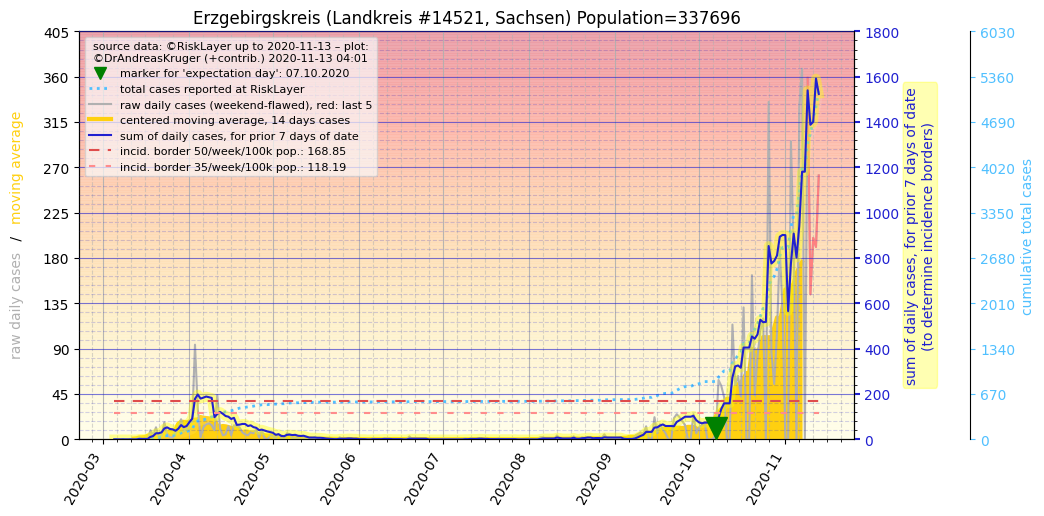 Erzgebirgskreis (Landkreis #14521, Sachsen) Population=337696
source data: ©RiskLayer up to 2020-11-13 – plot:
©DrAndreasKruger (+contrib.) 2020-11-13 04:01
marker for 'expectation day': 07.10.2020
total cases reported at RiskLayer
raw daily cases (weekend-flawed), red: last 5
centered moving average, 14 days cases
sum of daily cases, for prior 7 days of date
incid. border 50/week/100k pop.: 168.85
incid. border 35/week/100k pop.: 118.19
raw daily cases / moving average
405
360
315
270
225
180
135
90
45
0
2020-03
2020-04
2020-05
2020-06
2020-07
2020-08
2020-09
2020-10
2020-11
1800
1600
1400
1200
1000
800
600
400
200
0
sum of daily cases, for prior 7 days of date
(to determine incidence borders)
6030
5360
4690
4020
3350
2680
2010
1340
670
0
cumulative total cases